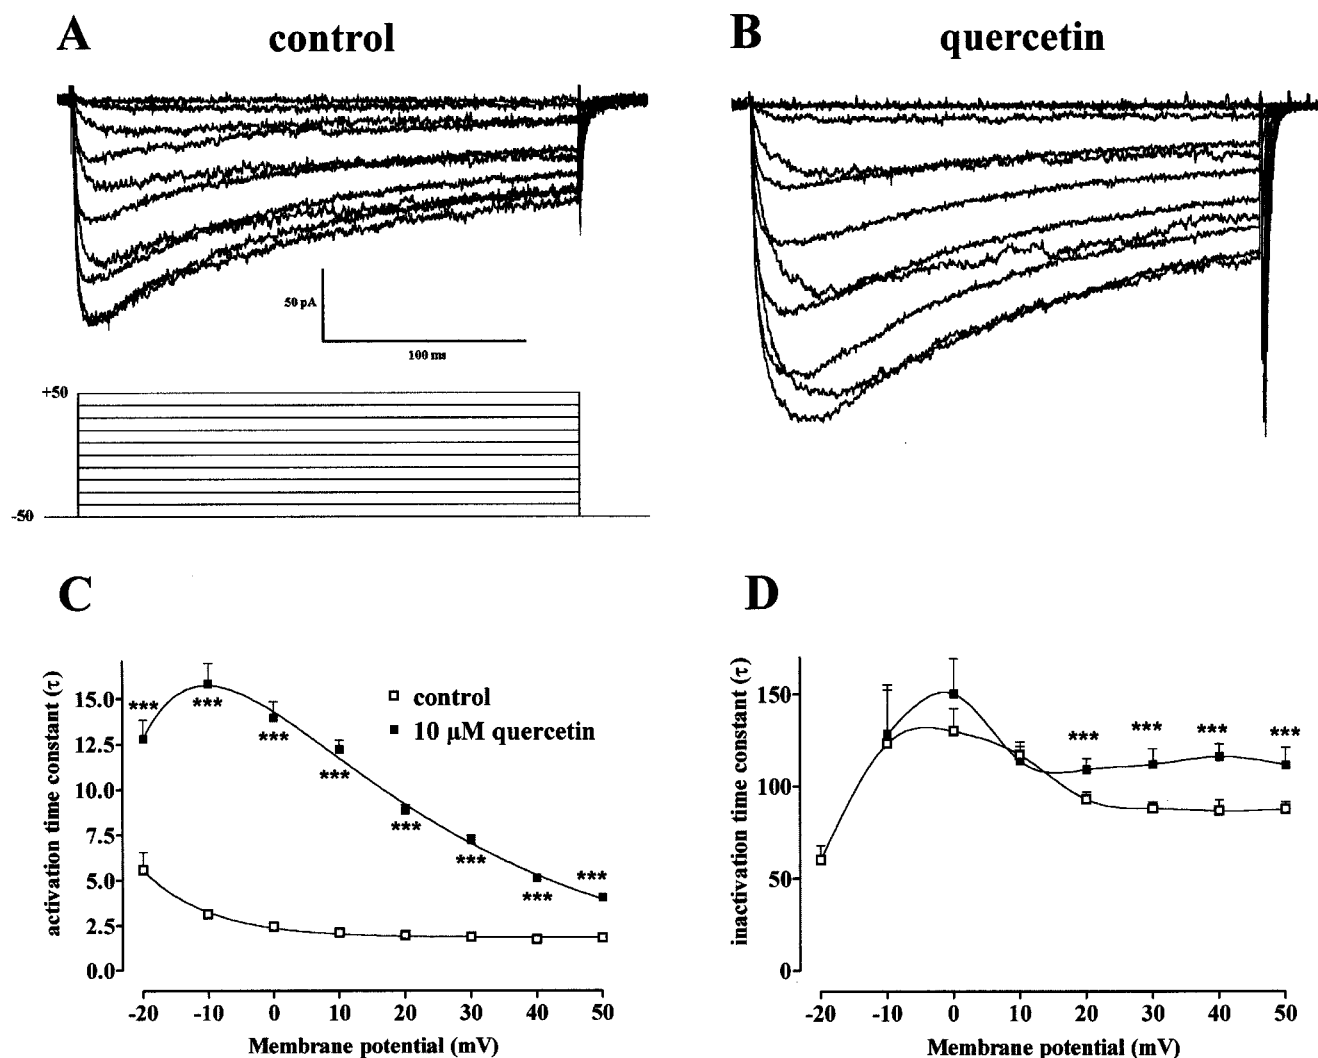 A control
B quercetin
50 pA
100 ms
+50
-50
C
activation time constant (τ)
15.0
12.5
10.0
7.5
5.0
2.5
0.0
***
***
***
***
***
***
***
***
control
10 µM quercetin
-20 -10 0 10 20 30 40 50
Membrane potential (mV)
D
inactivation time constant (τ)
150
100
50
0
*** *** *** ***
-20 -10 0 10 20 30 40 50
Membrane potential (mV)